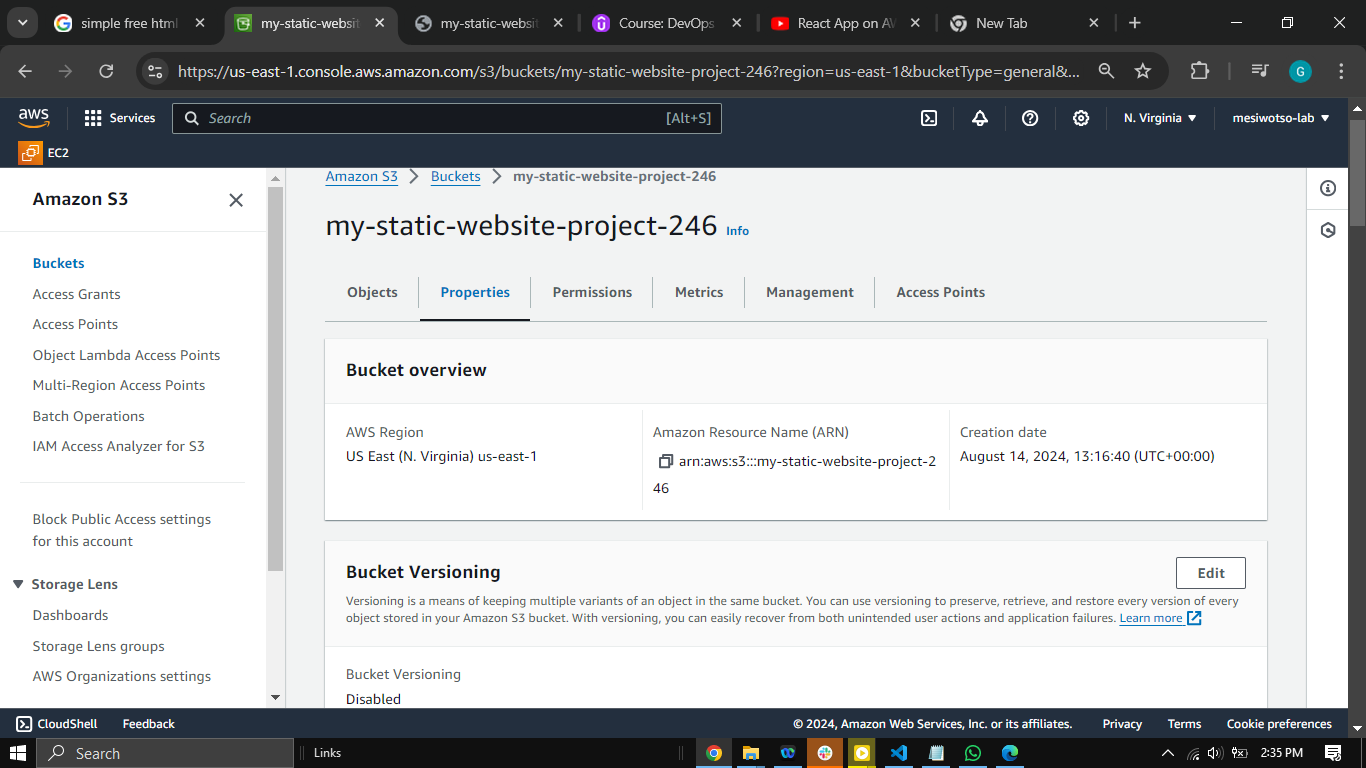 simple free html
my-static-websit
my-static-websit
Course: DevOps
React App on AW
New Tab
https://us-east-1.console.aws.amazon.com/s3/buckets/my-static-website-project-246?region=us-east-1&bucketType=general&...
G
aws
Services
Search
[Alt+S]
N. Virginia
mesiwotso-lab
EC2
Amazon S3
Buckets
Access Grants
Access Points
Object Lambda Access Points
Multi-Region Access Points
Batch Operations
IAM Access Analyzer for S3
Block Public Access settings
for this account
Storage Lens
Dashboards
Storage Lens groups
AWS Organizations settings
Amazon S3 > Buckets > my-static-website-project-246
my-static-website-project-246 Info
Objects
Properties
Permissions
Metrics
Management
Access Points
Bucket overview
AWS Region
US East (N. Virginia) us-east-1
Amazon Resource Name (ARN)
arn:aws:s3:::my-static-website-project-2
46
Creation date
August 14, 2024, 13:16:40 (UTC+00:00)
Bucket Versioning
Edit
Versioning is a means of keeping multiple variants of an object in the same bucket. You can use versioning to preserve, retrieve, and restore every version of every
object stored in your Amazon S3 bucket. With versioning, you can easily recover from both unintended user actions and application failures. Learn more
Bucket Versioning
Disabled
CloudShell
Feedback
© 2024, Amazon Web Services, Inc. or its affiliates.
Privacy
Terms
Cookie preferences
Search
Links
2:35 PM